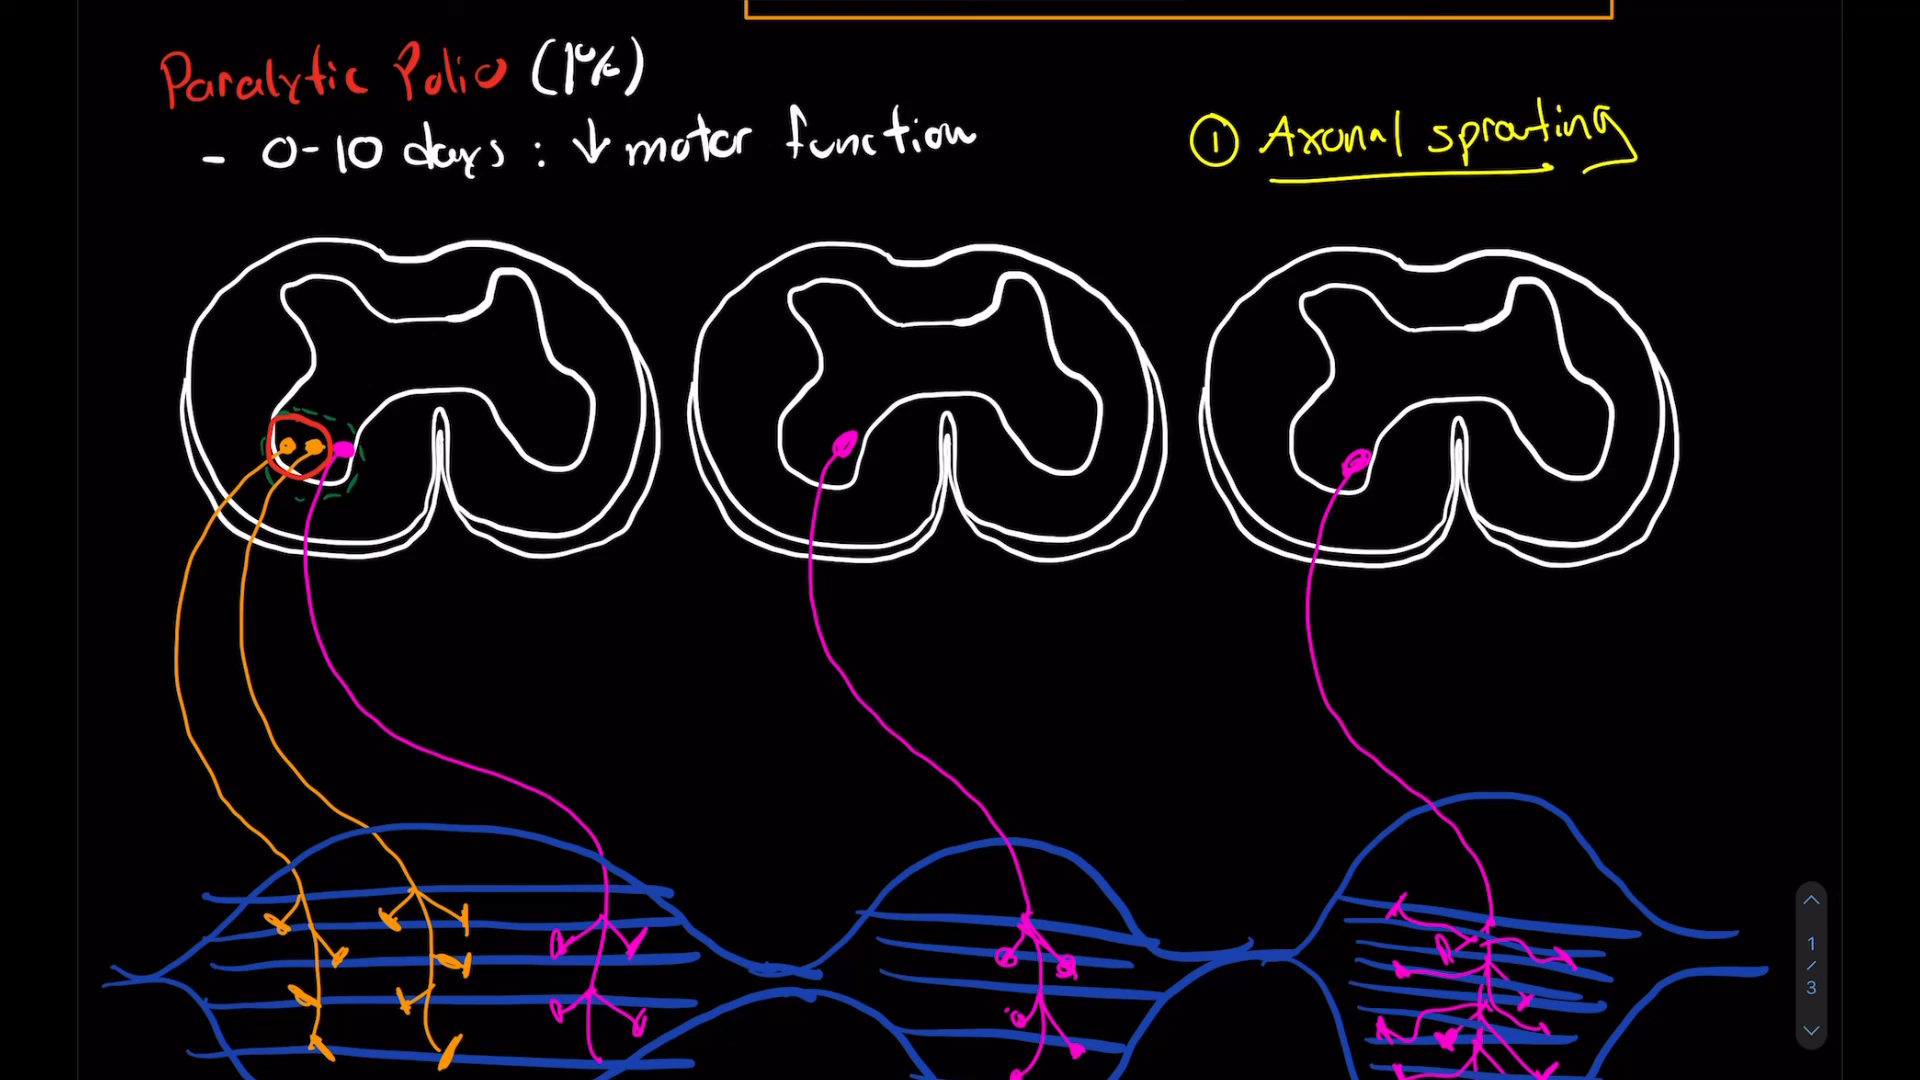 Paralytic Polio (1%)
- 0-10 days : ↓ motor function
① Axonal sprouting
1
/
3